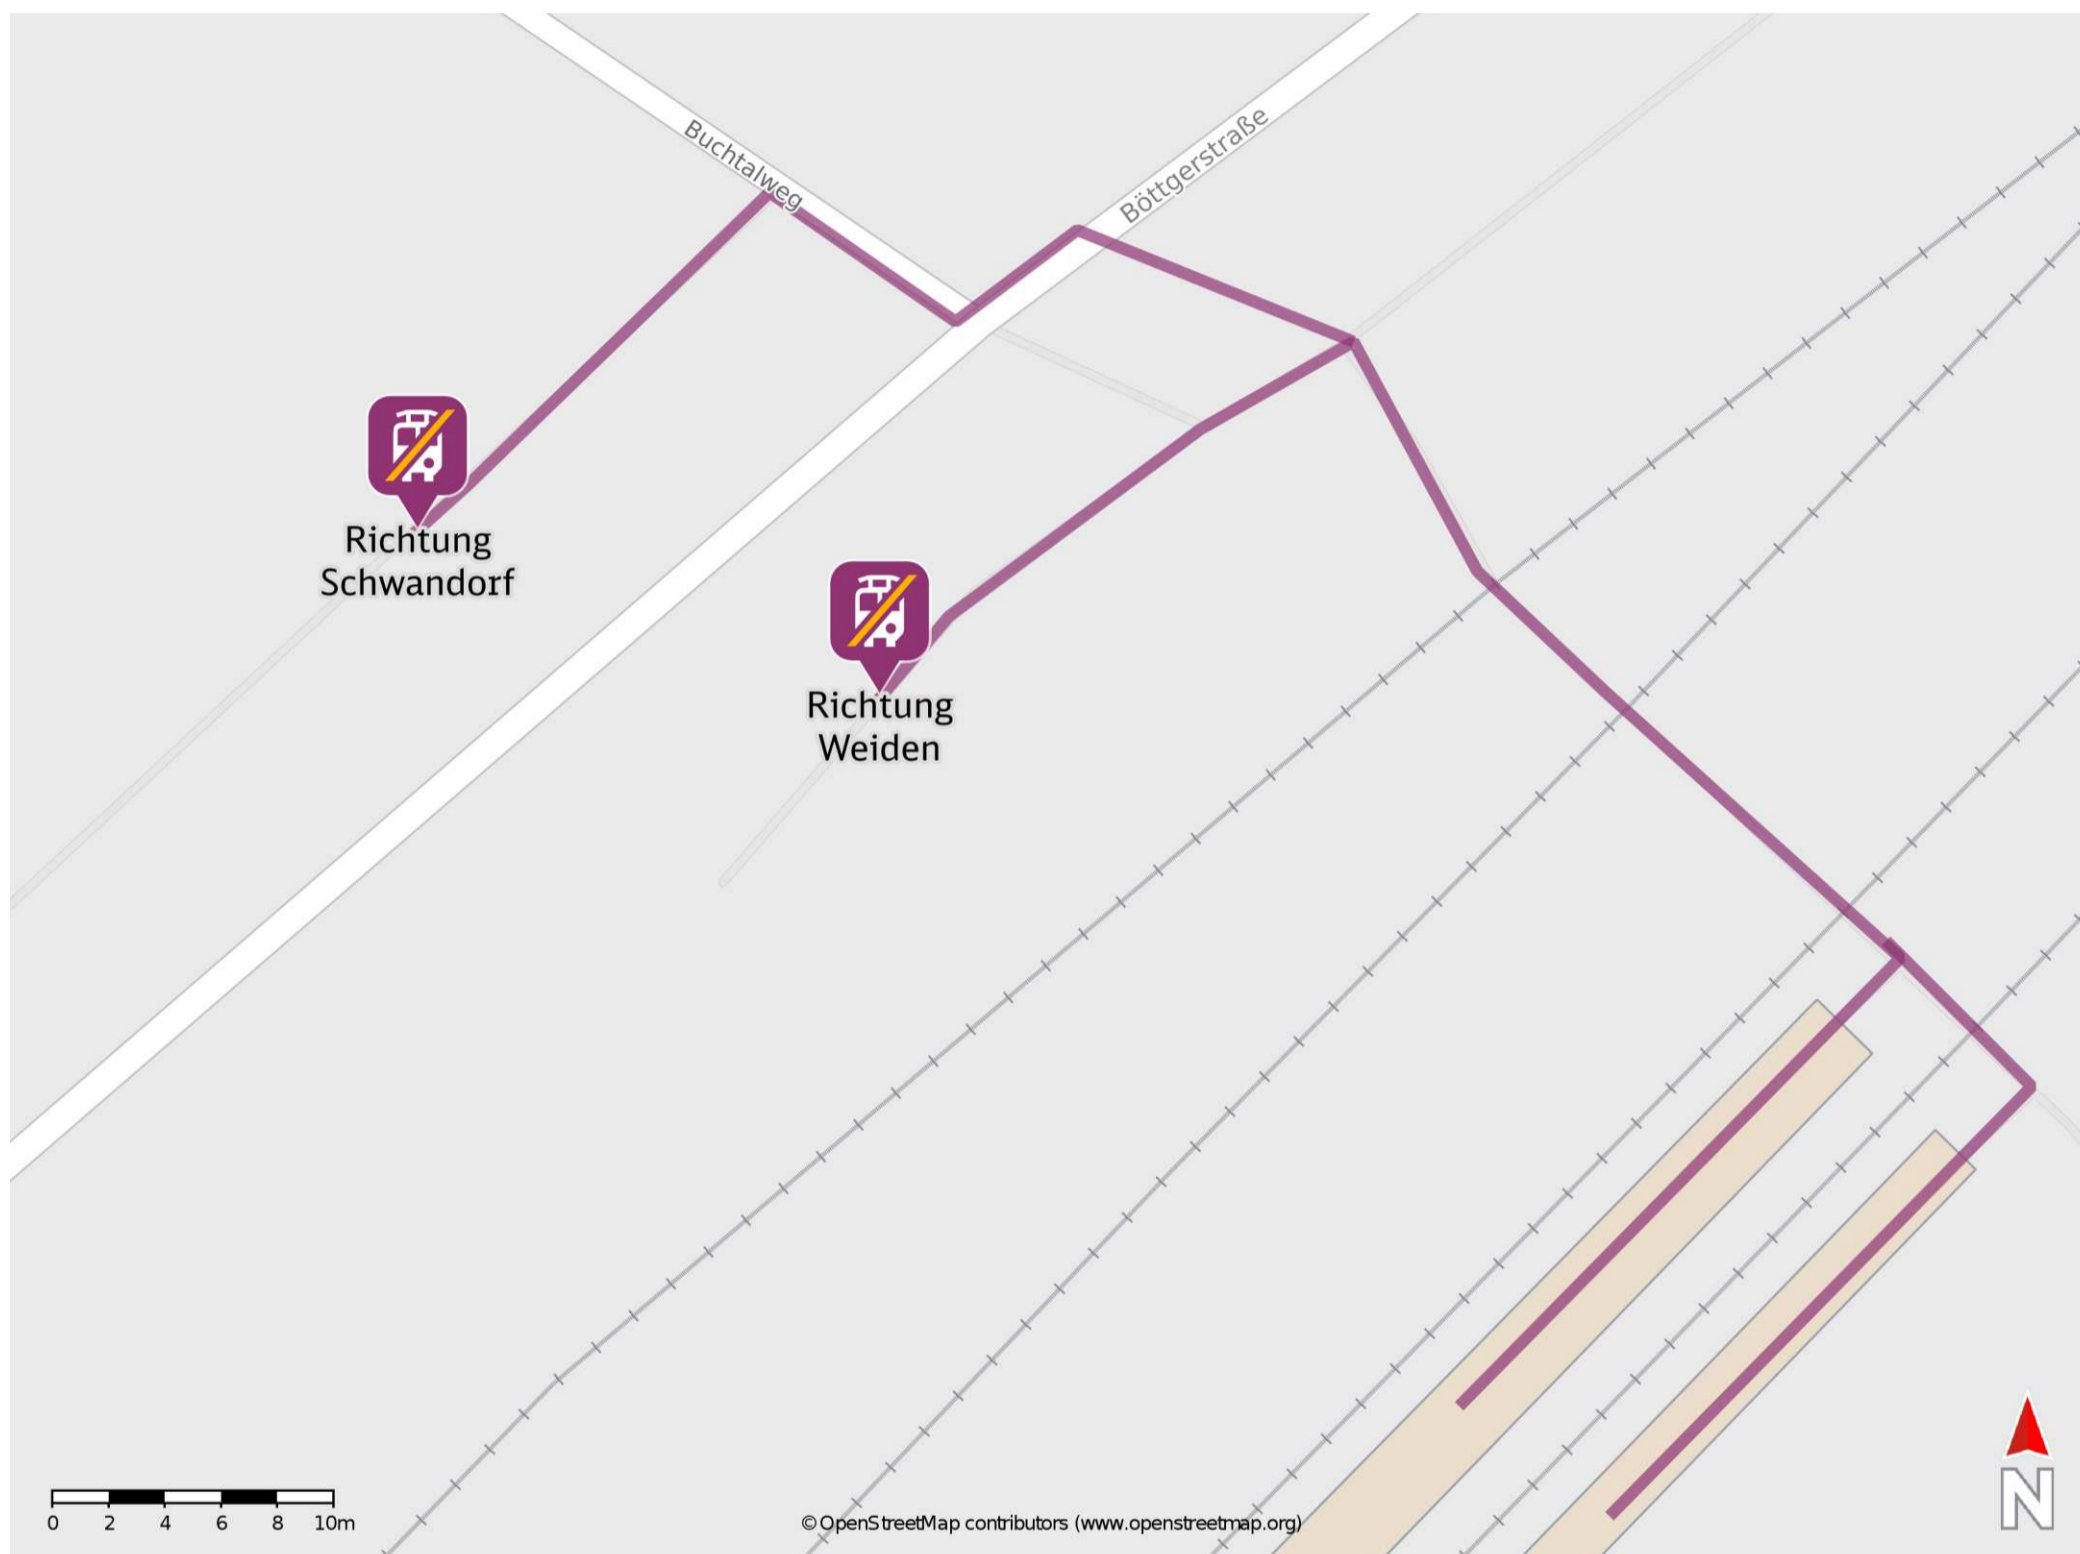 Buchtalweg
Böttgerstraße
Richtung
Schwandorf
Richtung
Weiden
0 2 4 6 8 10m
©OpenStreetMap contributors (www.openstreetmap.org)
N